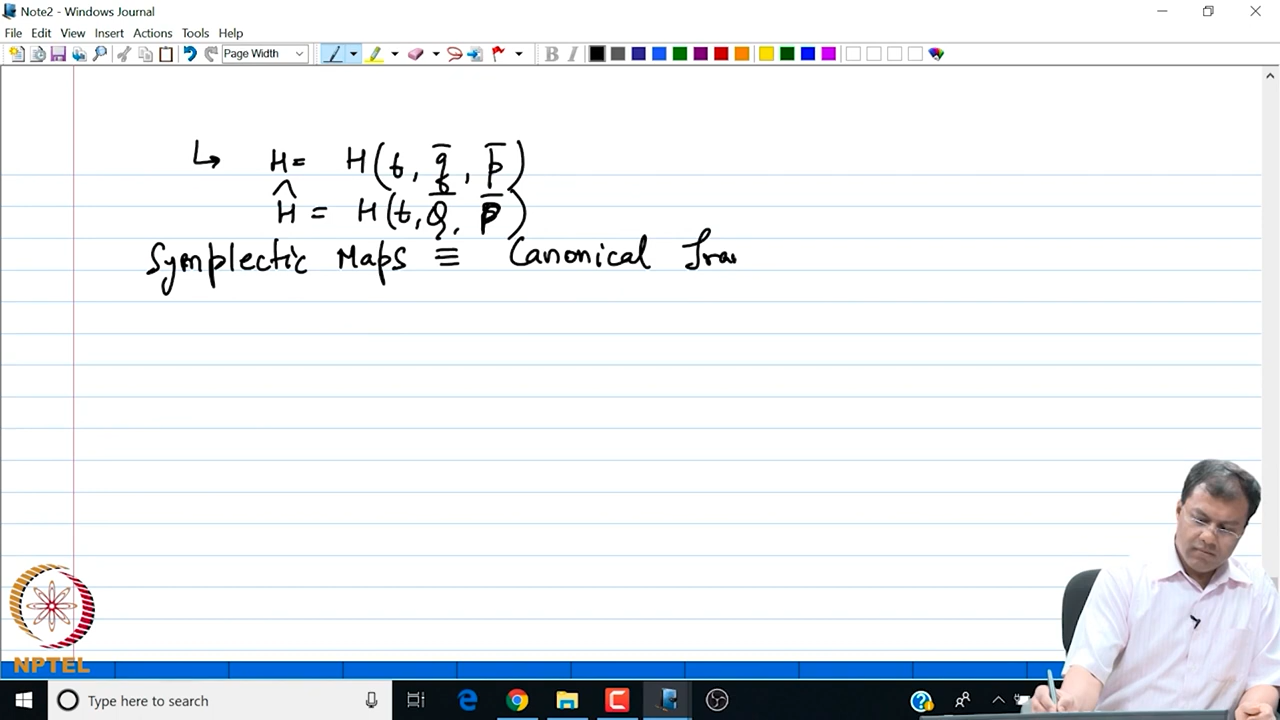 Note2 - Windows Journal
File Edit View Insert Actions Tools Help
Page Width B I
↳ H = H(t, q̅, p̅)
Ĥ = H(t, Q̅, P̅)
Symplectic Maps ≡ Canonical Tra
NPTEL
Type here to search